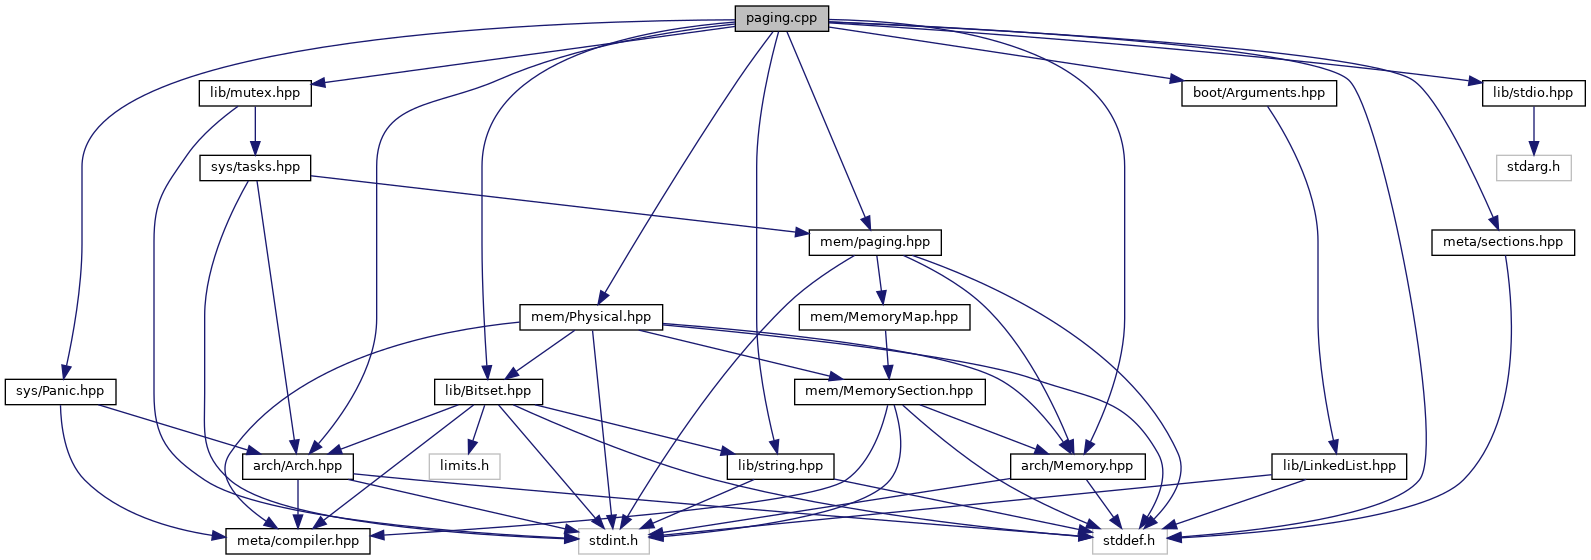 paging.cpp
lib/mutex.hpp
boot/Arguments.hpp
lib/stdio.hpp
sys/tasks.hpp
stdarg.h
mem/paging.hpp
meta/sections.hpp
mem/Physical.hpp
mem/MemoryMap.hpp
sys/Panic.hpp
lib/Bitset.hpp
mem/MemorySection.hpp
arch/Arch.hpp
limits.h
lib/string.hpp
arch/Memory.hpp
lib/LinkedList.hpp
meta/compiler.hpp
stdint.h
stddef.h